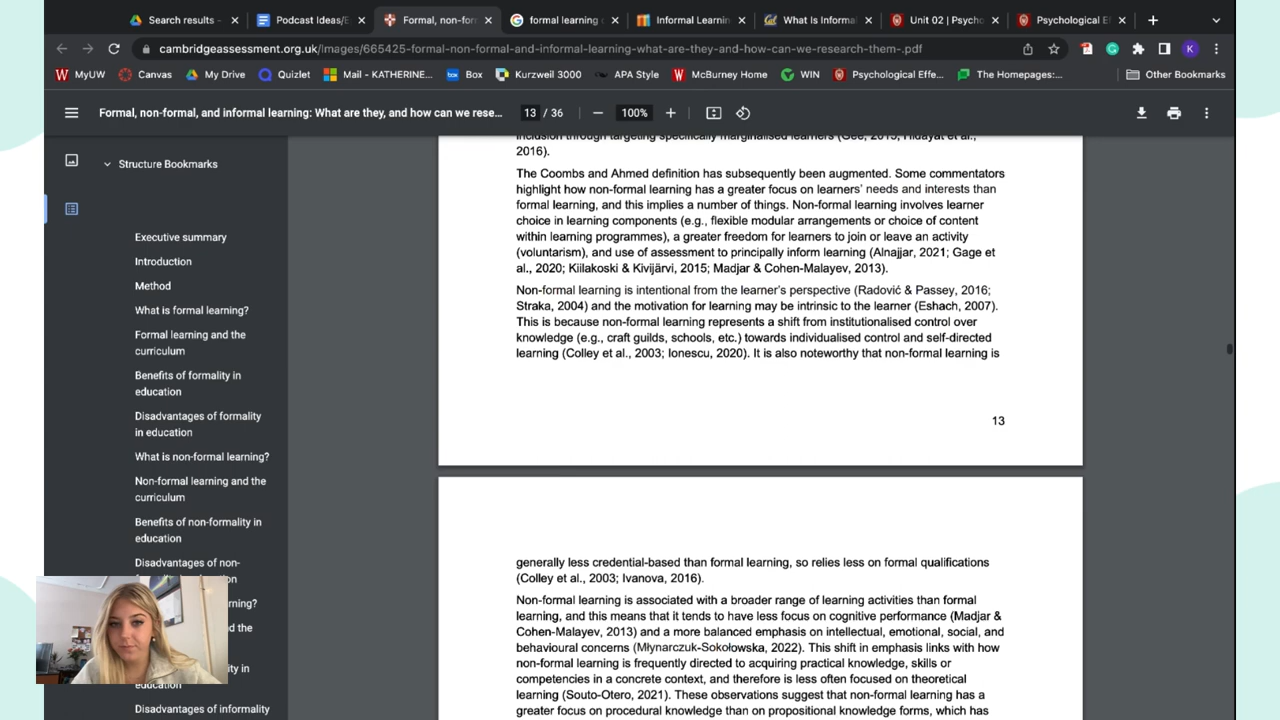 Search results -
Podcast Ideas/E
Formal, non-for
formal learning
Informal Learnin
What Is Informa
Unit 02 | Psycho
Psychological Ef
cambridgeassessment.org.uk/Images/665425-formal-non-formal-and-informal-learning-what-are-they-and-how-can-we-research-them-.pdf
K
MyUW
Canvas
My Drive
Quizlet
Mail - KATHERINE...
box
Box
Kurzweil 3000
APA Style
McBurney Home
WIN
Psychological Effe...
The Homepages:...
Other Bookmarks
Formal, non-formal, and informal learning: What are they, and how can we rese...
13 / 36
100%
Structure Bookmarks
Executive summary
Introduction
Method
What is formal learning?
Formal learning and the
curriculum
Benefits of formality in
education
Disadvantages of formality
in education
What is non-formal learning?
Non-formal learning and the
curriculum
Benefits of non-formality in
education
Disadvantages of non-
on
rning?
d the
ity in
education
Disadvantages of informality
inclusion through targeting specifically marginalised learners (Gee, 2015; Hidayat et al.,
2016).
The Coombs and Ahmed definition has subsequently been augmented. Some commentators
highlight how non-formal learning has a greater focus on learners' needs and interests than
formal learning, and this implies a number of things. Non-formal learning involves learner
choice in learning components (e.g., flexible modular arrangements or choice of content
within learning programmes), a greater freedom for learners to join or leave an activity
(voluntarism), and use of assessment to principally inform learning (Alnajjar, 2021; Gage et
al., 2020; Kiilakoski & Kivijärvi, 2015; Madjar & Cohen-Malayev, 2013).
Non-formal learning is intentional from the learner's perspective (Radović & Passey, 2016;
Straka, 2004) and the motivation for learning may be intrinsic to the learner (Eshach, 2007).
This is because non-formal learning represents a shift from institutionalised control over
knowledge (e.g., craft guilds, schools, etc.) towards individualised control and self-directed
learning (Colley et al., 2003; Ionescu, 2020). It is also noteworthy that non-formal learning is
13
generally less credential-based than formal learning, so relies less on formal qualifications
(Colley et al., 2003; Ivanova, 2016).
Non-formal learning is associated with a broader range of learning activities than formal
learning, and this means that it tends to have less focus on cognitive performance (Madjar &
Cohen-Malayev, 2013) and a more balanced emphasis on intellectual, emotional, social, and
behavioural concerns (Młynarczuk-Sokołowska, 2022). This shift in emphasis links with how
non-formal learning is frequently directed to acquiring practical knowledge, skills or
competencies in a concrete context, and therefore is less often focused on theoretical
learning (Souto-Otero, 2021). These observations suggest that non-formal learning has a
greater focus on procedural knowledge than on propositional knowledge forms, which has